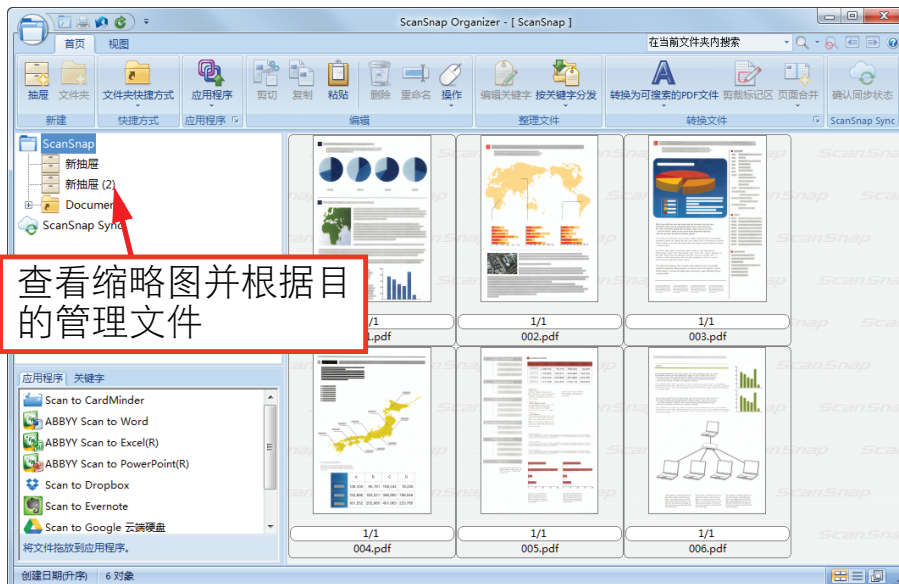 ScanSnap Organizer - [ ScanSnap ]
首页 视图
在当前文件夹内搜索
抽屉 文件夹 文件夹快捷方式 应用程序 剪切 复制 粘贴 删除 重命名 操作 编辑关键字 按关键字分发 转换为可搜索的PDF文件 剪裁标记区 页面合并 确认同步状态
新建 快捷方式 应用程序 编辑 整理文件 转换文件 ScanSnap Sync
ScanSnap
新抽屉
新抽屉 (2)
Documen
ScanSnap Sync
查看缩略图并根据目
的管理文件
/1
1.pdf
1/1
002.pdf
1/1
003.pdf
应用程序 关键字
Scan to CardMinder
ABBYY Scan to Word
ABBYY Scan to Excel(R)
ABBYY Scan to PowerPoint(R)
Scan to Dropbox
Scan to Evernote
Scan to Google 云端硬盘
将文件拖放到应用程序。
1/1
004.pdf
1/1
005.pdf
1/1
006.pdf
创建日期(升序) 6 对象